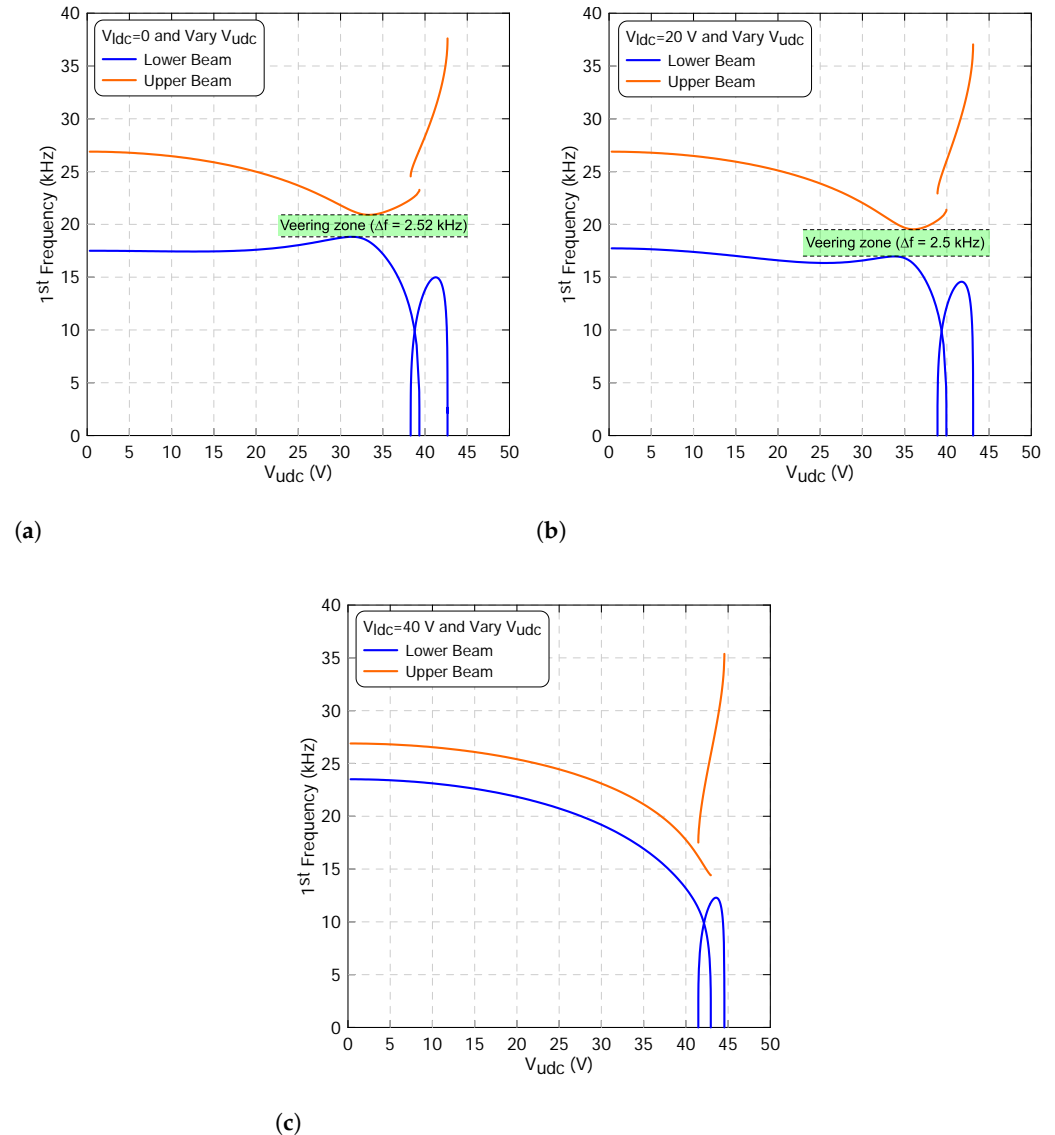 V_ldc=0 and Vary V_udc
Lower Beam
Upper Beam
Veering zone (Δf = 2.52 kHz)
1st Frequency (kHz)
40
35
30
25
20
15
10
5
0
0 5 10 15 20 25 30 35 40 45 50
V_udc (V)
(a)
V_ldc=20 V and Vary V_udc
Lower Beam
Upper Beam
Veering zone (Δf = 2.5 kHz)
1st Frequency (kHz)
40
35
30
25
20
15
10
5
0
0 5 10 15 20 25 30 35 40 45 50
V_udc (V)
(b)
V_ldc=40 V and Vary V_udc
Lower Beam
Upper Beam
1st Frequency (kHz)
40
35
30
25
20
15
10
5
0
0 5 10 15 20 25 30 35 40 45 50
V_udc (V)
(c)